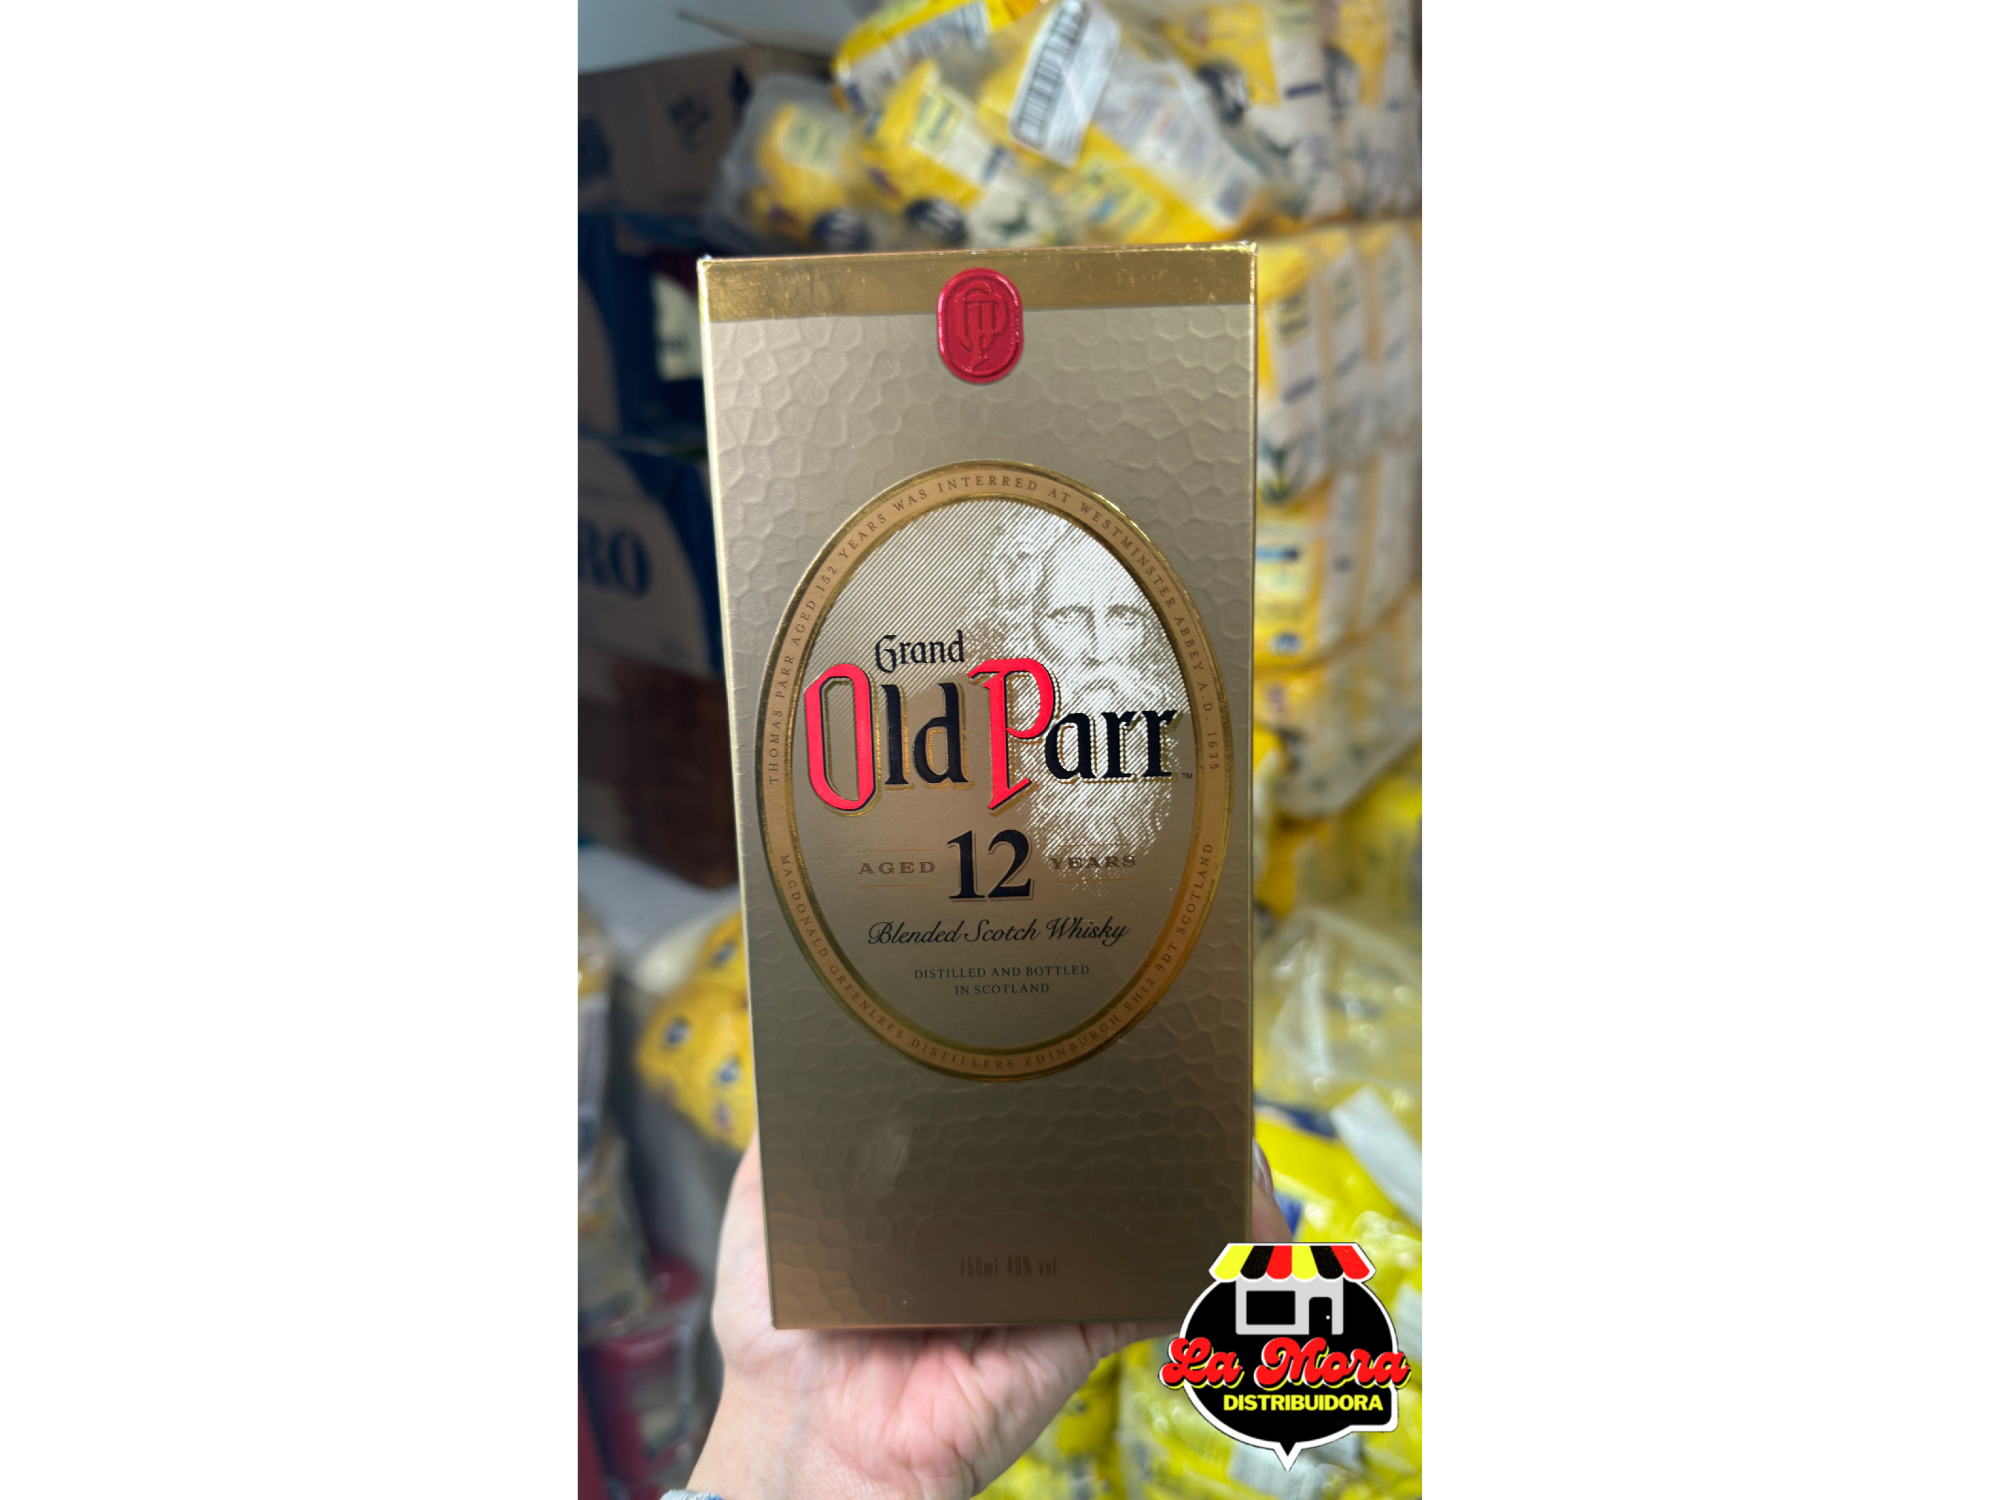 THOMAS PARR AGED 152 YEARS WAS INTERRED AT WESTMINSTER ABBEY A.D. 1635
Grand
Old Parr
™
AGED 12 YEARS
Blended Scotch Whisky
DISTILLED AND BOTTLED
IN SCOTLAND
MACDONALD GREENLEES DISTILLERS EDINBURGH EH12 9DT SCOTLAND
750ml 40% vol
RO
La Mora
DISTRIBUIDORA